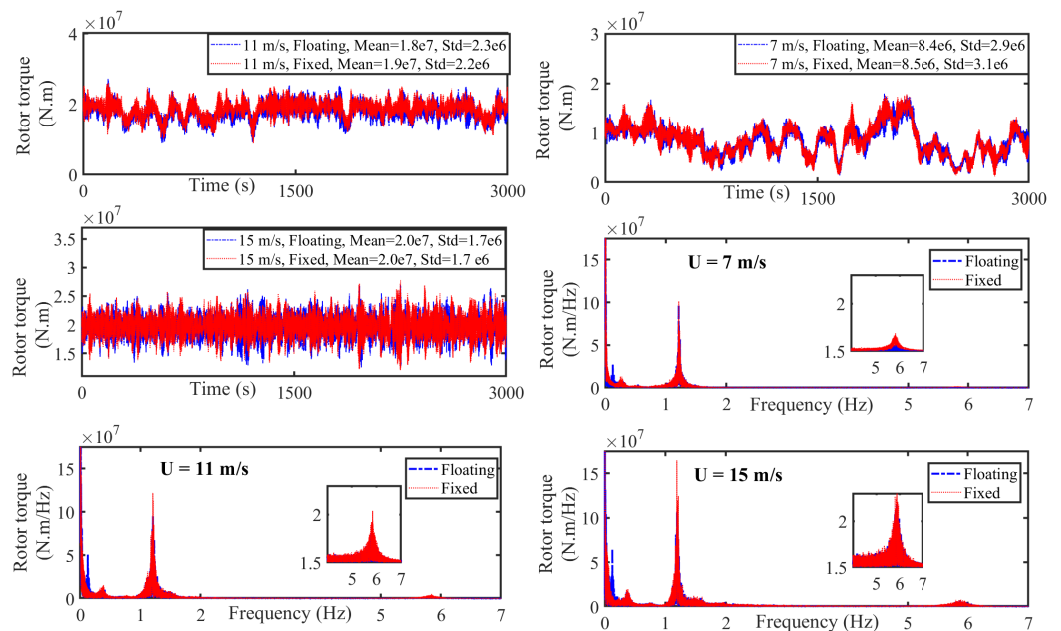 ×10⁷
4
2
0
Rotor torque
(N.m)
11 m/s, Floating, Mean=1.8e7, Std=2.3e6
11 m/s, Fixed, Mean=1.9e7, Std=2.2e6
0
1500
3000
Time (s)
×10⁷
3
2
1
0
Rotor torque
(N.m)
7 m/s, Floating, Mean=8.4e6, Std=2.9e6
7 m/s, Fixed, Mean=8.5e6, Std=3.1e6
0
1500
3000
Time (s)
×10⁷
3.5
2.5
2
1.5
Rotor torque
(N.m)
15 m/s, Floating, Mean=2.0e7, Std=1.7e6
15 m/s, Fixed, Mean=2.0e7, Std=1.7 e6
0
1500
3000
Time (s)
×10⁷
15
10
5
0
Rotor torque
(N.m/Hz)
U = 7 m/s
Floating
Fixed
2
1.5
5 6 7
0 1 2 5 6 7
Frequency (Hz)
×10⁷
15
10
5
0
Rotor torque
(N.m/Hz)
U = 11 m/s
Floating
Fixed
2
1.5
5 6 7
0 1 2 5 6 7
Frequency (Hz)
×10⁷
15
10
5
0
Rotor torque
(N.m/Hz)
U = 15 m/s
Floating
Fixed
2
1.5
5 6 7
0 1 2 5 6 7
Frequency (Hz)